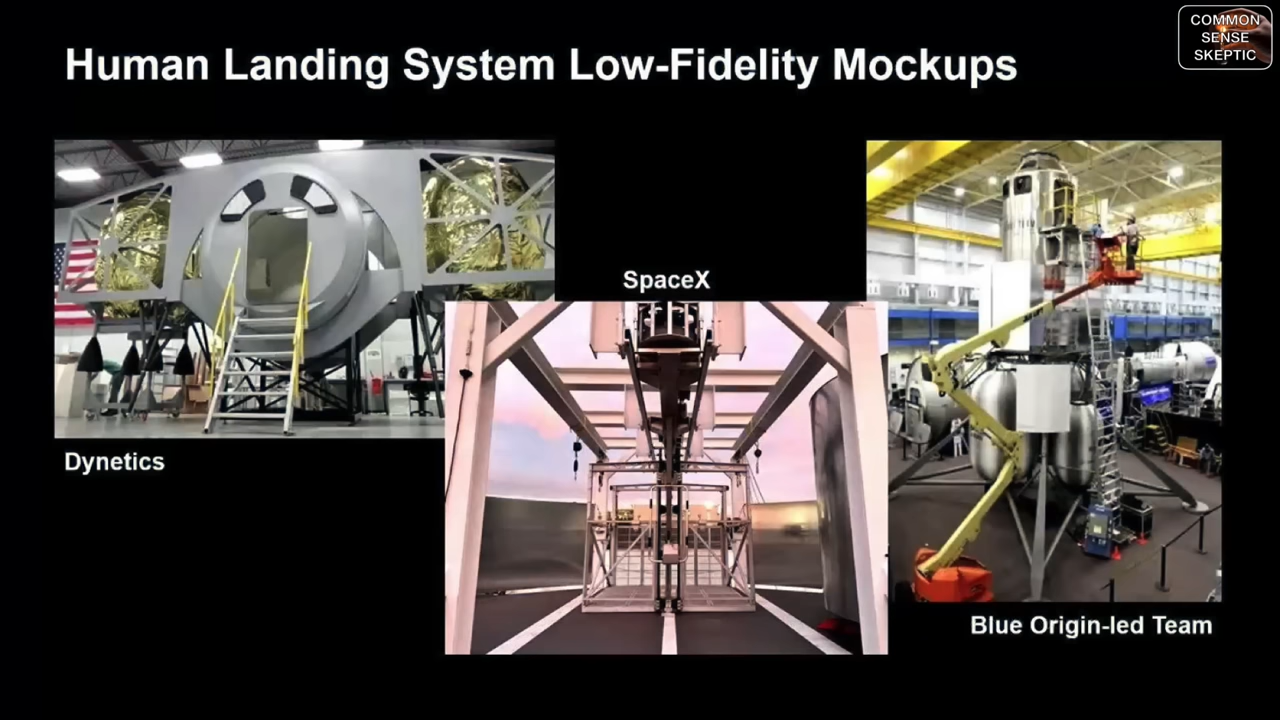 Human Landing System Low-Fidelity Mockups
COMMON
SENSE
SKEPTIC
SpaceX
Dynetics
Blue Origin-led Team